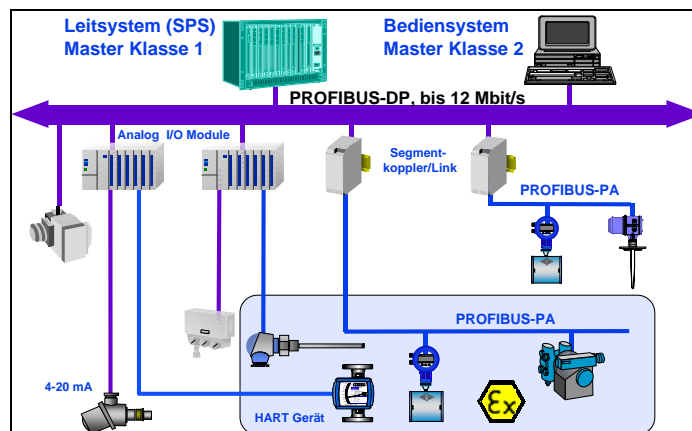 Leitsystem (SPS)
Master Klasse 1
Bediensystem
Master Klasse 2
PROFIBUS-DP, bis 12 Mbit/s
Analog I/O Module
Segment-
koppler/Link
PROFIBUS-PA
PROFIBUS-PA
4-20 mA
HART Gerät
Ex